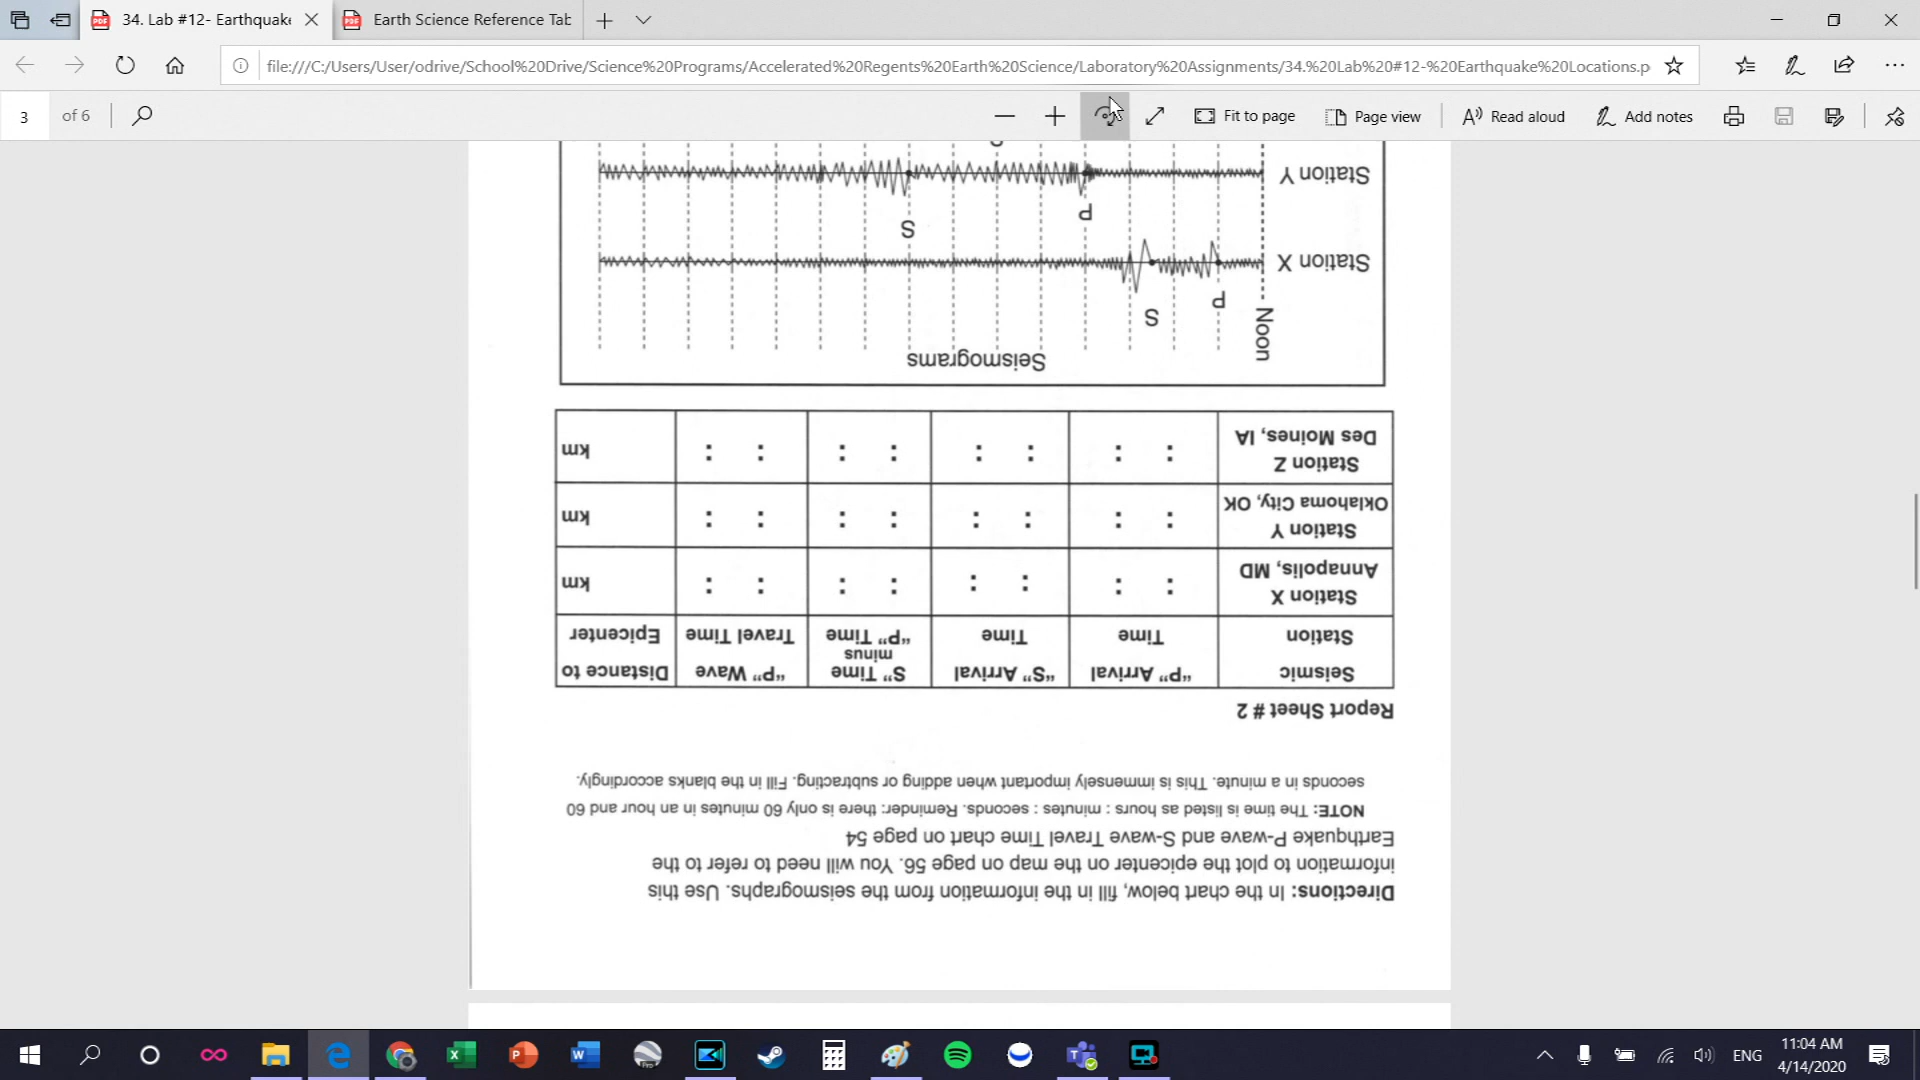 34. Lab #12- Earthquake
Earth Science Reference Tab
file:///C:/Users/User/odrive/School%20Drive/Science%20Programs/Accelerated%20Regents%20Earth%20Science/Laboratory%20Assignments/34.%20Lab%20#12-%20Earthquake%20Locations.p
3 of 6
Fit to page
Page view
Read aloud
Add notes
Directions: In the chart below, fill in the information from the seismographs. Use this
information to plot the epicenter on the map on page 56. You will need to refer to the
Earthquake P-wave and S-wave Travel Time chart on page 54
NOTE: The time is listed as hours : minutes : seconds. Reminder: there is only 60 minutes in an hour and 60
seconds in a minute. This is immensely important when adding or subtracting. Fill in the blanks accordingly.
Report Sheet # 2
Seismic Station
"P" Arrival Time
"S" Arrival Time
S" Time minus "P" Time
"P" Wave Travel Time
Distance to Epicenter
Station X
Annapolis, MD
: : : : : : : : km
Station Y
Oklahoma City, OK
: : : : : : : : km
Station Z
Des Moines, IA
: : : : : : : : km
Seismograms
Noon
P S
Station X
P S
Station Y
S
ENG
11:04 AM
4/14/2020